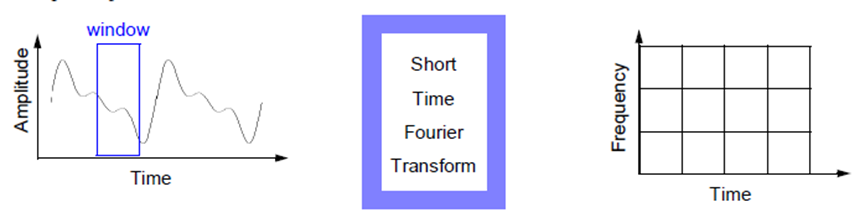 window
Amplitude
Time
Short
Time
Fourier
Transform
Frequency
Time